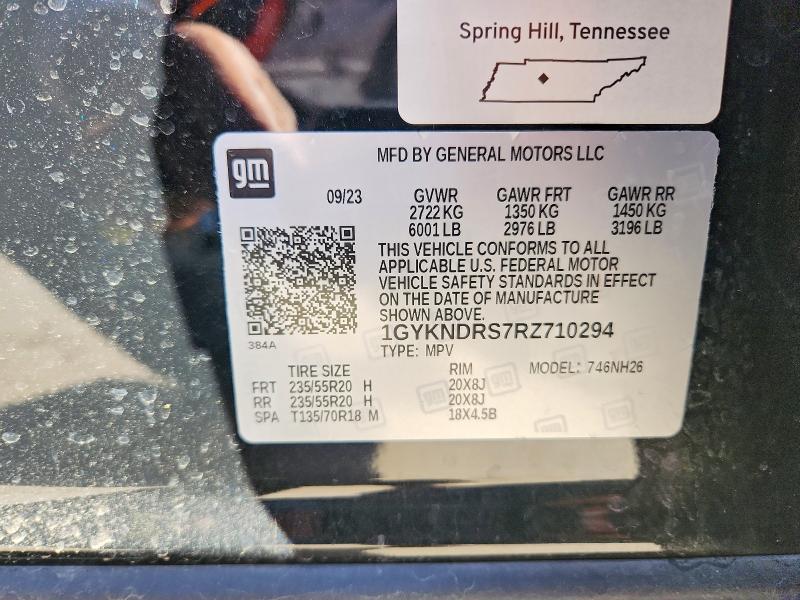 Spring Hill, Tennessee
gm
MFD BY GENERAL MOTORS LLC
09/23 GVWR GAWR FRT GAWR RR
2722 KG 1350 KG 1450 KG
6001 LB 2976 LB 3196 LB
THIS VEHICLE CONFORMS TO ALL
APPLICABLE U.S. FEDERAL MOTOR
VEHICLE SAFETY STANDARDS IN EFFECT
ON THE DATE OF MANUFACTURE
SHOWN ABOVE.
1GYKNDRS7RZ710294
384A
TYPE: MPV
TIRE SIZE RIM MODEL: 746NH26
FRT 235/55R20 H 20X8J
RR 235/55R20 H 20X8J
SPA T135/70R18 M 18X4.5B